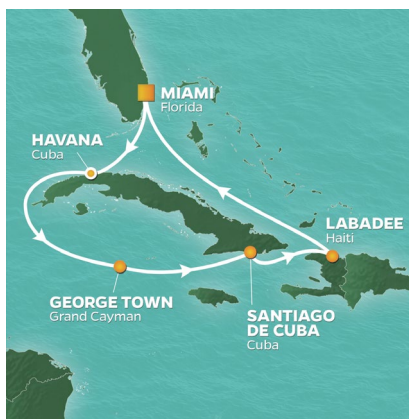 MIAMI
Florida
HAVANA
Cuba
LABADEE
Haiti
GEORGE TOWN
Grand Cayman
SANTIAGO
DE CUBA
Cuba